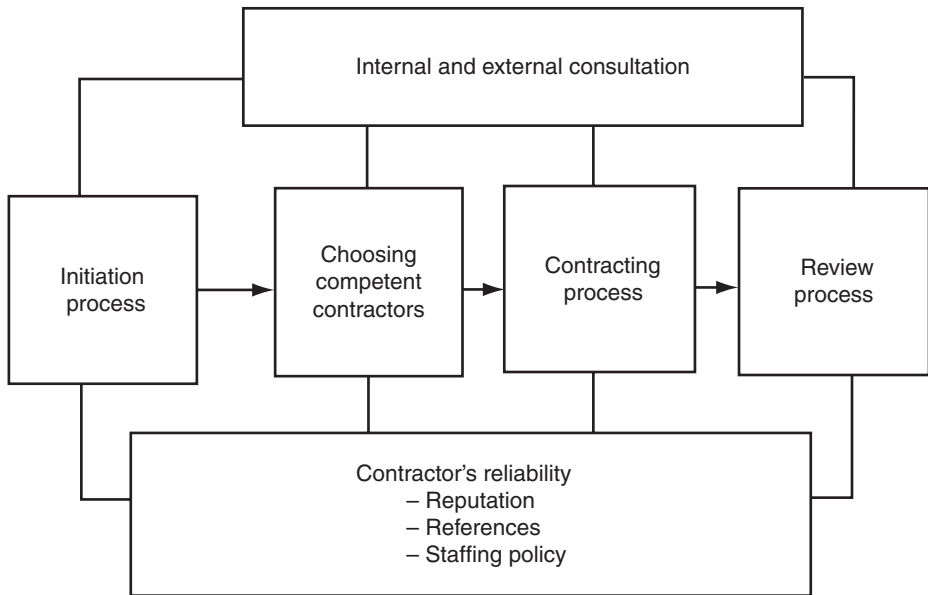 Internal and external consultation
Initiation
process
Choosing
competent
contractors
Contracting
process
Review
process
Contractor’s reliability
– Reputation
– References
– Staffing policy